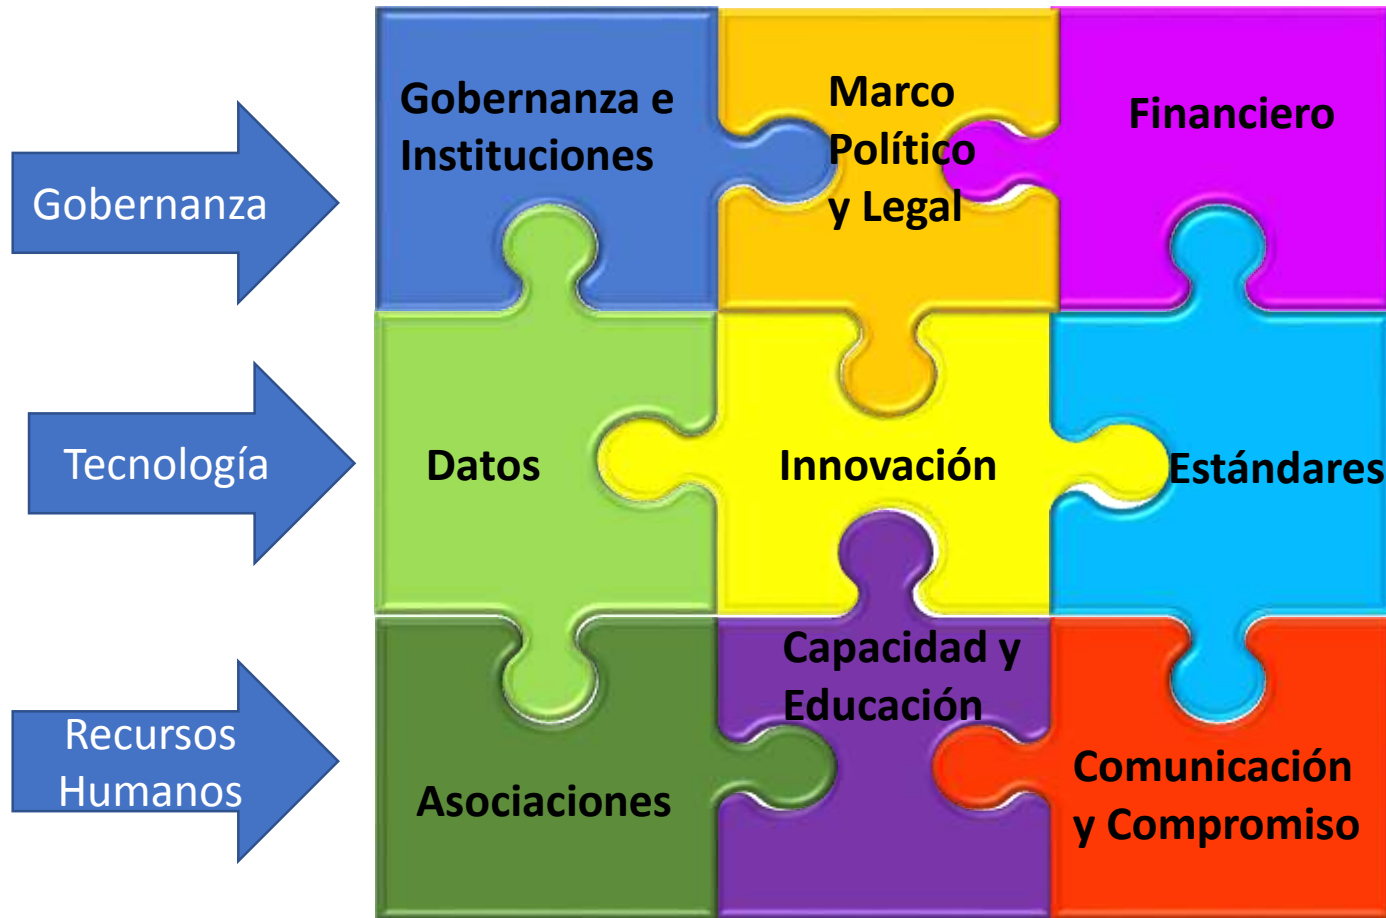 Gobernanza
Gobernanza e
Instituciones
Marco
Político
y Legal
Financiero
Tecnología
Datos
Innovación
Estándares
Recursos
Humanos
Asociaciones
Capacidad y
Educación
Comunicación
y Compromiso